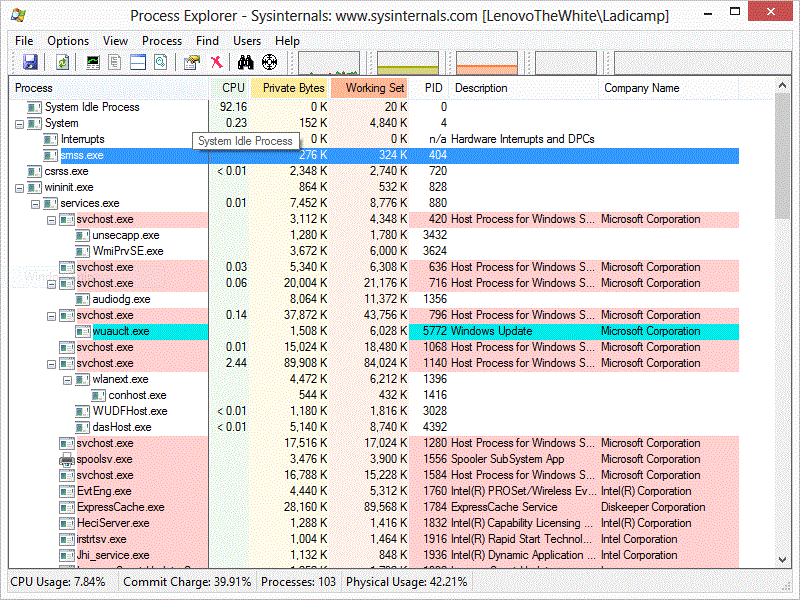 Process Explorer - Sysinternals: www.sysinternals.com [LenovoTheWhite\Ladicamp]
File Options View Process Find Users Help
Process CPU Private Bytes Working Set PID Description Company Name
System Idle Process 92.16 0 K 20 K 0
System 0.23 152 K 4,840 K 4
Interrupts 0 K 0 K n/a Hardware Interrupts and DPCs
System Idle Process
smss.exe 276 K 324 K 404
csrss.exe < 0.01 2,348 K 2,740 K 720
wininit.exe 864 K 532 K 828
services.exe 0.01 7,452 K 8,776 K 880
svchost.exe 3,112 K 4,348 K 420 Host Process for Windows S... Microsoft Corporation
unsecapp.exe 1,280 K 1,780 K 3432
WmiPrvSE.exe 3,672 K 6,000 K 3624
svchost.exe 0.03 5,340 K 6,308 K 636 Host Process for Windows S... Microsoft Corporation
svchost.exe 0.06 20,004 K 21,176 K 716 Host Process for Windows S... Microsoft Corporation
audiodg.exe 8,064 K 11,372 K 1356
svchost.exe 0.14 37,872 K 43,756 K 796 Host Process for Windows S... Microsoft Corporation
wuauclt.exe 1,508 K 6,028 K 5772 Windows Update Microsoft Corporation
svchost.exe 0.01 15,024 K 18,480 K 1068 Host Process for Windows S... Microsoft Corporation
svchost.exe 2.44 89,908 K 84,024 K 1140 Host Process for Windows S... Microsoft Corporation
wlanext.exe 4,472 K 6,212 K 1396
conhost.exe 544 K 432 K 1416
WUDFHost.exe < 0.01 1,180 K 1,816 K 3028
dasHost.exe < 0.01 5,140 K 8,740 K 4392
svchost.exe 17,516 K 17,024 K 1280 Host Process for Windows S... Microsoft Corporation
spoolsv.exe 3,476 K 3,900 K 1556 Spooler SubSystem App Microsoft Corporation
svchost.exe 16,788 K 15,228 K 1584 Host Process for Windows S... Microsoft Corporation
EvtEng.exe 4,440 K 5,312 K 1760 Intel(R) PROSet/Wireless Ev... Intel(R) Corporation
ExpressCache.exe 28,160 K 89,568 K 1784 ExpressCache Service Diskeeper Corporation
HeciServer.exe 1,288 K 1,416 K 1832 Intel(R) Capability Licensing ... Intel(R) Corporation
irstrtsv.exe 1,004 K 1,464 K 1916 Intel(R) Rapid Start Technol... Intel(R) Corporation
Jhi_service.exe 1,132 K 848 K 1936 Intel(R) Dynamic Application ... Intel(R) Corporation
CPU Usage: 7.84% Commit Charge: 39.91% Processes: 103 Physical Usage: 42.21%